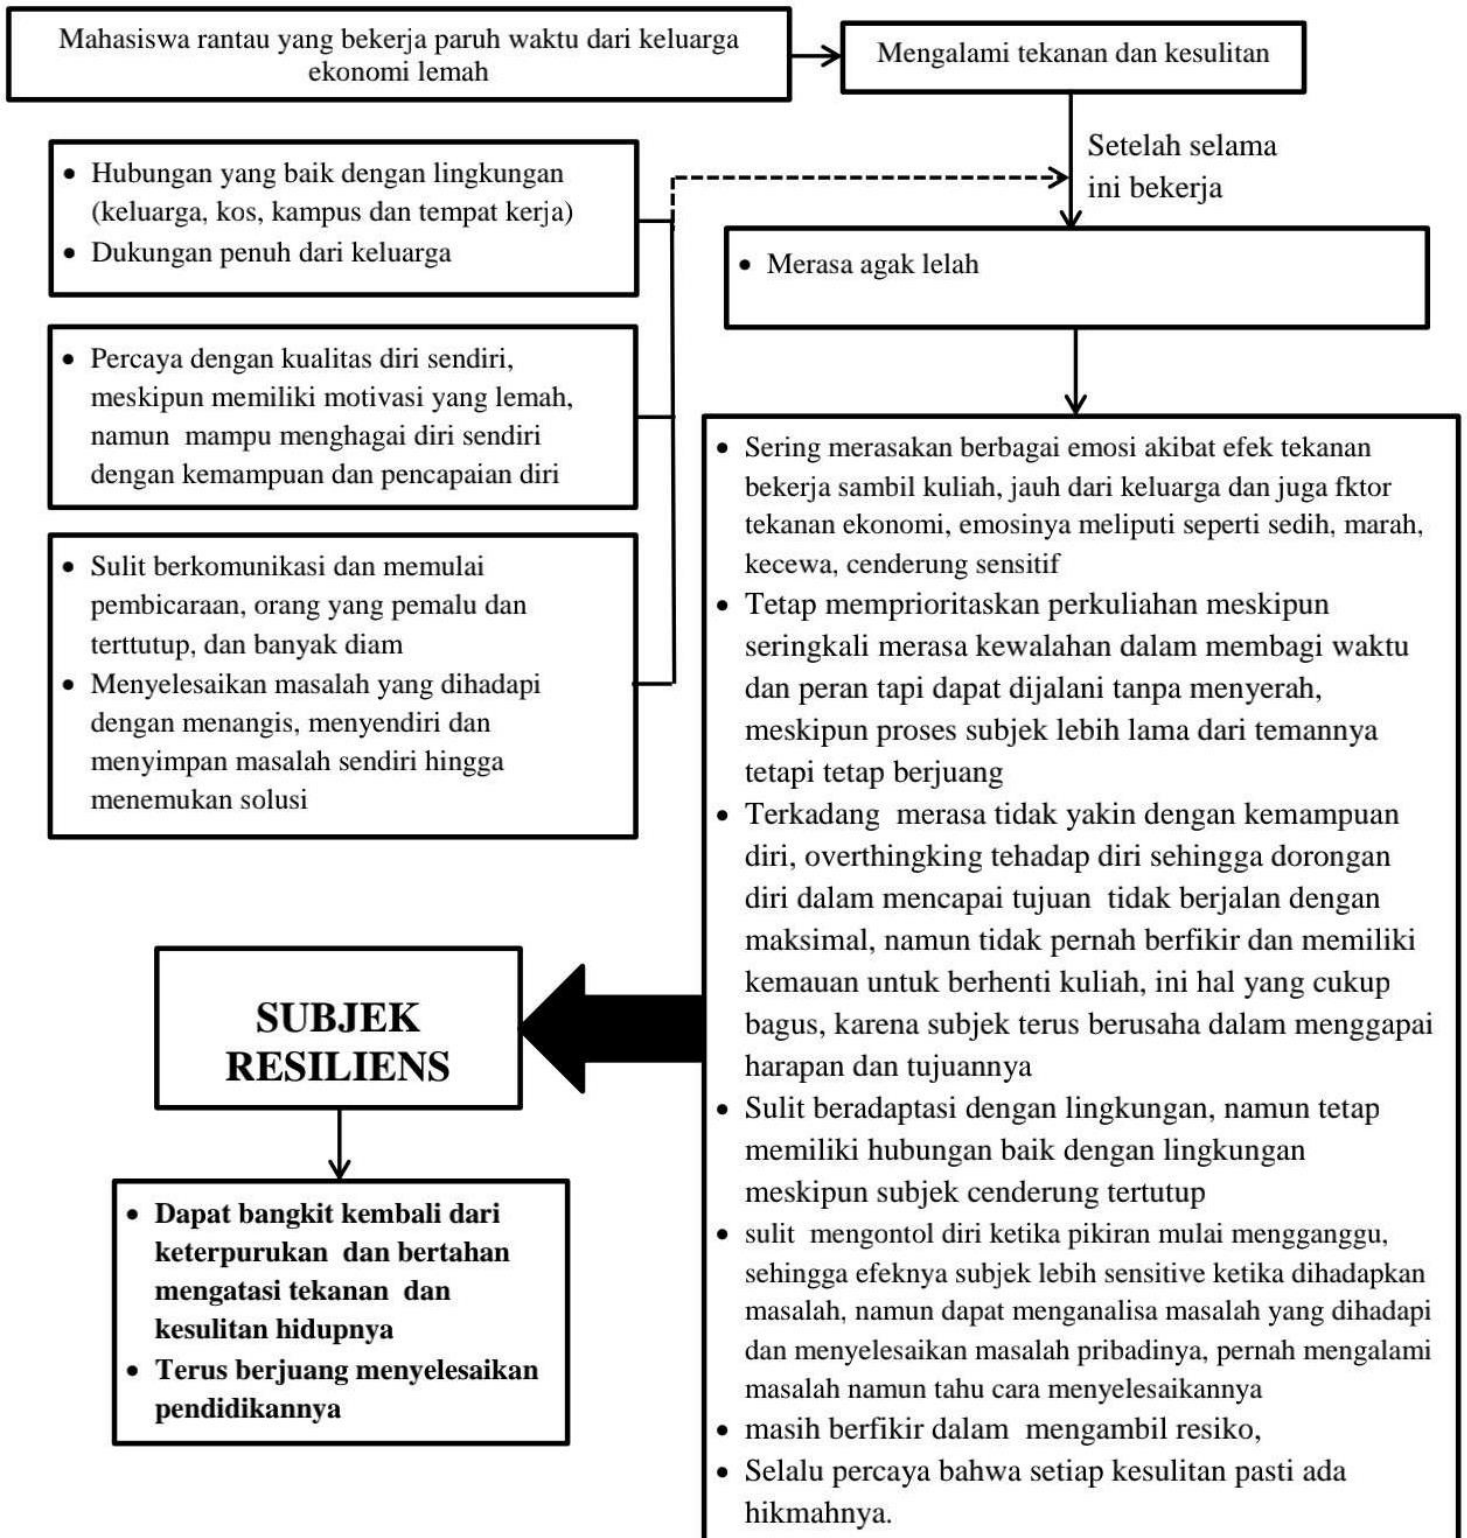 Mahasiswa rantau yang bekerja paruh waktu dari keluarga
ekonomi lemah
Mengalami tekanan dan kesulitan
Setelah selama
ini bekerja
• Hubungan yang baik dengan lingkungan
(keluarga, kos, kampus dan tempat kerja)
• Dukungan penuh dari keluarga
• Merasa agak lelah
• Percaya dengan kualitas diri sendiri,
meskipun memiliki motivasi yang lemah,
namun mampu menghagai diri sendiri
dengan kemampuan dan pencapaian diri
• Sulit berkomunikasi dan memulai
pembicaraan, orang yang pemalu dan
terttutup, dan banyak diam
• Menyelesaikan masalah yang dihadapi
dengan menangis, menyendiri dan
menyimpan masalah sendiri hingga
menemukan solusi
• Sering merasakan berbagai emosi akibat efek tekanan
bekerja sambil kuliah, jauh dari keluarga dan juga fktor
tekanan ekonomi, emosinya meliputi seperti sedih, marah,
kecewa, cenderung sensitif
• Tetap memprioritaskan perkuliahan meskipun
seringkali merasa kewalahan dalam membagi waktu
dan peran tapi dapat dijalani tanpa menyerah,
meskipun proses subjek lebih lama dari temannya
tetapi tetap berjuang
• Terkadang merasa tidak yakin dengan kemampuan
diri, overthingking tehadap diri sehingga dorongan
diri dalam mencapai tujuan tidak berjalan dengan
maksimal, namun tidak pernah berfikir dan memiliki
kemauan untuk berhenti kuliah, ini hal yang cukup
bagus, karena subjek terus berusaha dalam menggapai
harapan dan tujuannya
• Sulit beradaptasi dengan lingkungan, namun tetap
memiliki hubungan baik dengan lingkungan
meskipun subjek cenderung tertutup
• sulit mengontol diri ketika pikiran mulai mengganggu,
sehingga efeknya subjek lebih sensitive ketika dihadapkan
masalah, namun dapat menganalisa masalah yang dihadapi
dan menyelesaikan masalah pribadinya, pernah mengalami
masalah namun tahu cara menyelesaikannya
• masih berfikir dalam mengambil resiko,
• Selalu percaya bahwa setiap kesulitan pasti ada
hikmahnya.
SUBJEK
RESILIENS
• Dapat bangkit kembali dari
keterpurukan dan bertahan
mengatasi tekanan dan
kesulitan hidupnya
• Terus berjuang menyelesaikan
pendidikannya